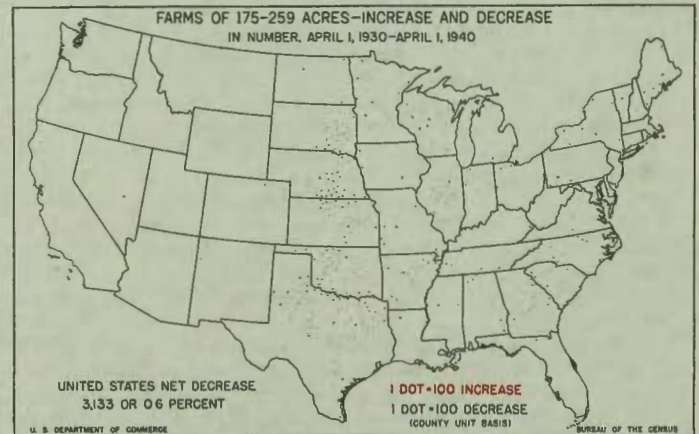 FARMS OF 175-259 ACRES-INCREASE AND DECREASE
IN NUMBER, APRIL 1, 1930-APRIL 1, 1940
UNITED STATES NET DECREASE
3,133 OR 0.6 PERCENT
1 DOT=100 INCREASE
1 DOT=100 DECREASE
(COUNTY UNIT BASIS)
U. S. DEPARTMENT OF COMMERCE
BUREAU OF THE CENSUS